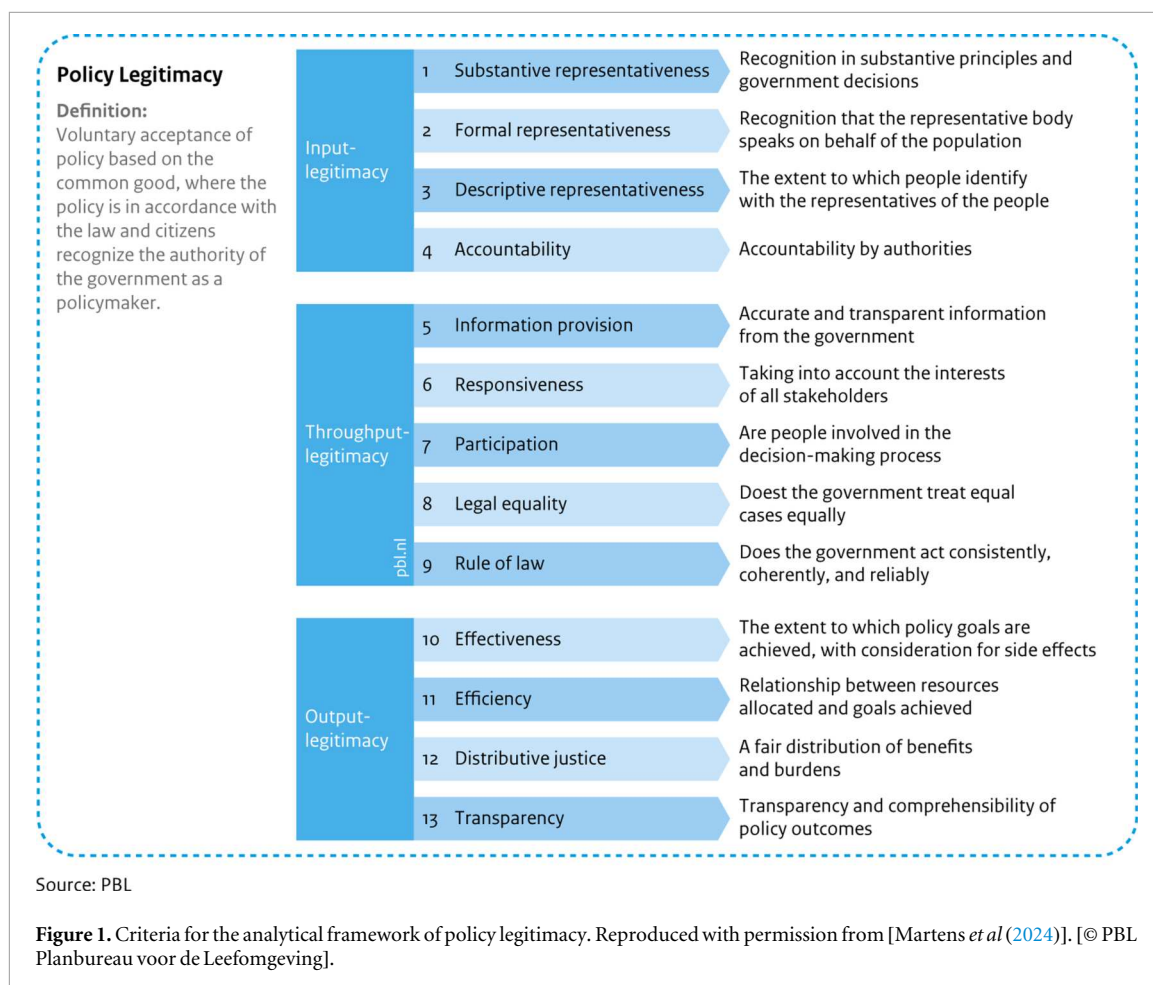 Policy Legitimacy
Definition:
Voluntary acceptance of
policy based on the
common good, where the
policy is in accordance with
the law and citizens
recognize the authority of
the government as a
policymaker.
Input-
legitimacy
1 Substantive representativeness
Recognition in substantive principles and
government decisions
2 Formal representativeness
Recognition that the representative body
speaks on behalf of the population
3 Descriptive representativeness
The extent to which people identify
with the representatives of the people
4 Accountability
Accountability by authorities
Throughput-
legitimacy
pbl.nl
5 Information provision
Accurate and transparent information
from the government
6 Responsiveness
Taking into account the interests
of all stakeholders
7 Participation
Are people involved in the
decision-making process
8 Legal equality
Doest the government treat equal
cases equally
9 Rule of law
Does the government act consistently,
coherently, and reliably
Output-
legitimacy
10 Effectiveness
The extent to which policy goals are
achieved, with consideration for side effects
11 Efficiency
Relationship between resources
allocated and goals achieved
12 Distributive justice
A fair distribution of benefits
and burdens
13 Transparency
Transparency and comprehensibility of
policy outcomes
Source: PBL
Figure 1. Criteria for the analytical framework of policy legitimacy. Reproduced with permission from [Martens et al (2024)]. [© PBL
Planbureau voor de Leefomgeving].